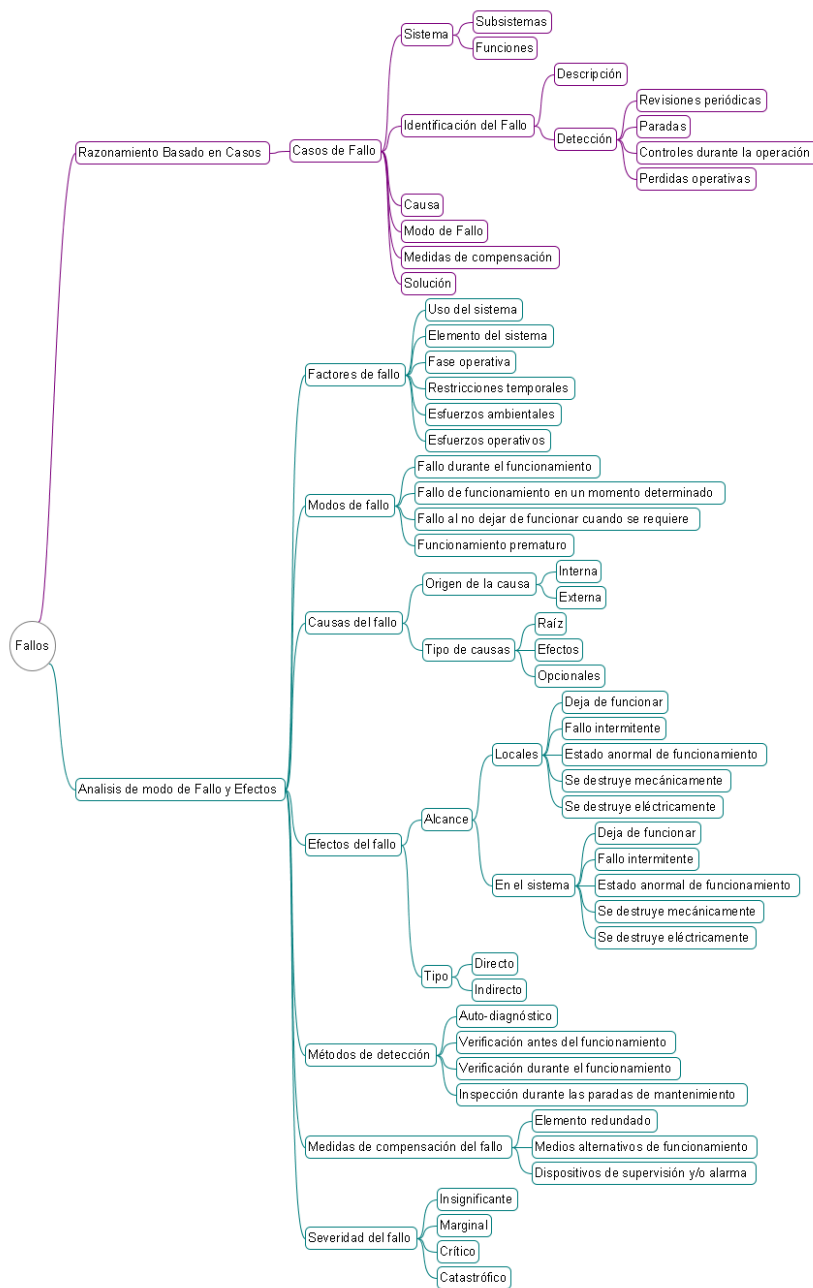 Subsistemas
Sistema
Funciones
Descripción
Revisiones periódicas
Identificación del Fallo
Paradas
Detección
Controles durante la operación
Razonamiento Basado en Casos
Casos de Fallo
Perdidas operativas
Causa
Modo de Fallo
Medidas de compensación
Solución
Uso del sistema
Elemento del sistema
Fase operativa
Factores de fallo
Restricciones temporales
Esfuerzos ambientales
Esfuerzos operativos
Fallo durante el funcionamiento
Fallo de funcionamiento en un momento determinado
Modos de fallo
Fallo al no dejar de funcionar cuando se requiere
Funcionamiento prematuro
Interna
Origen de la causa
Externa
Causas del fallo
Raíz
Tipo de causas
Efectos
Opcionales
Fallos
Deja de funcionar
Fallo intermitente
Locales
Estado anormal de funcionamiento
Se destruye mecánicamente
Se destruye eléctricamente
Analisis de modo de Fallo y Efectos
Alcance
Efectos del fallo
Deja de funcionar
Fallo intermitente
En el sistema
Estado anormal de funcionamiento
Se destruye mecánicamente
Se destruye eléctricamente
Directo
Tipo
Indirecto
Auto-diagnóstico
Verificación antes del funcionamiento
Métodos de detección
Verificación durante el funcionamiento
Inspección durante las paradas de mantenimiento
Elemento redundado
Medidas de compensación del fallo
Medios alternativos de funcionamiento
Dispositivos de supervisión y/o alarma
Insignificante
Marginal
Severidad del fallo
Crítico
Catastrófico